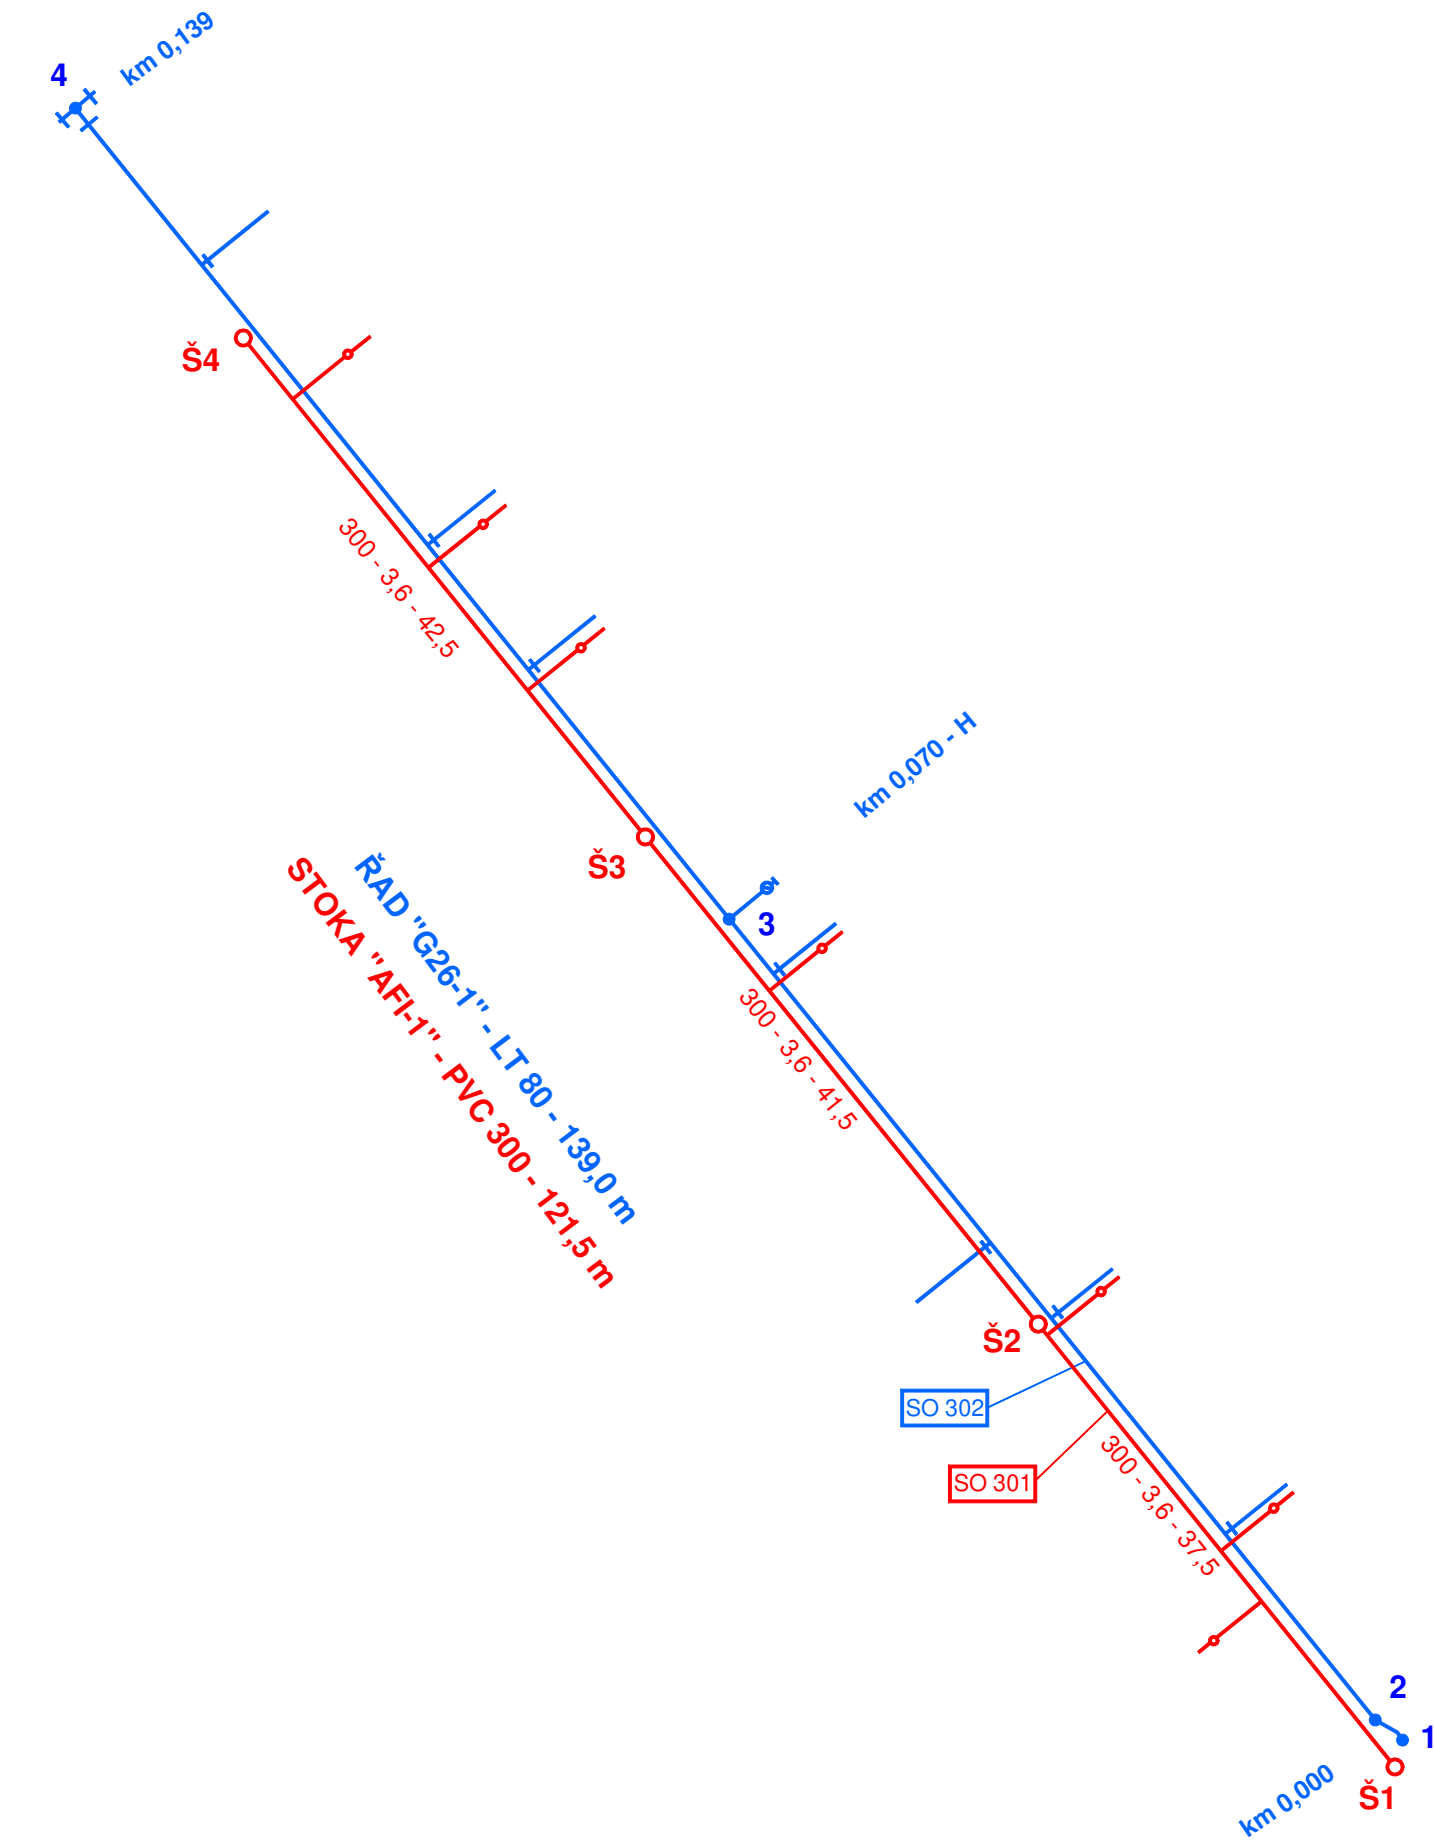 km 0,139
4
Š4
300 - 3,6 - 42,5
km 0,070 - H
Š3
3
ŘAD "G26-1" - LT 80 - 139,0 m
STOKA "AFI-1" - PVC 300 - 121,5 m
300 - 3,6 - 41,5
Š2
SO 302
SO 301
300 - 3,6 - 37,5
2
1
Š1
km 0,000